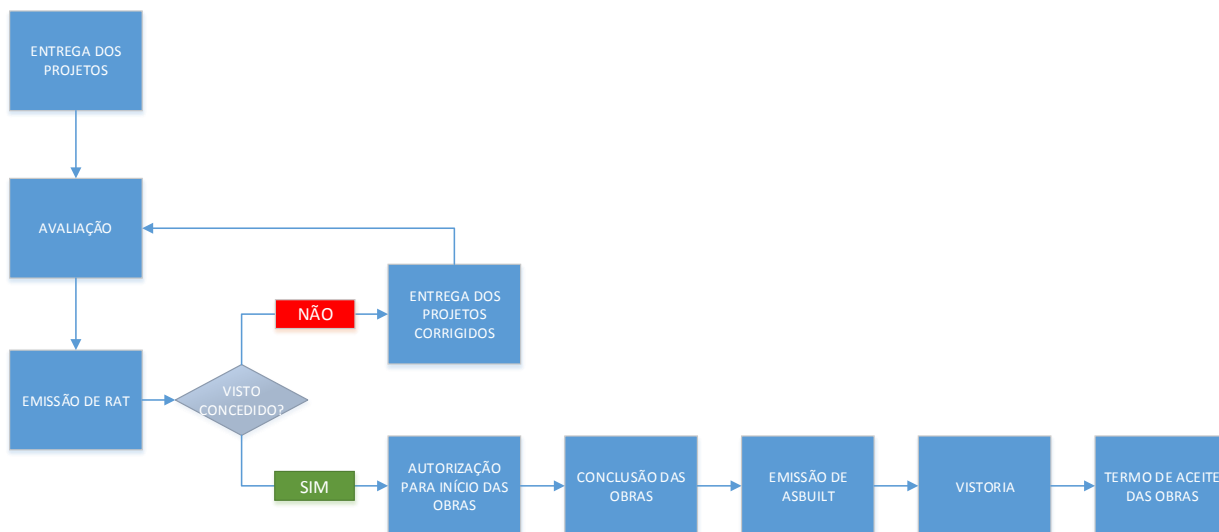 ENTREGA DOS
PROJETOS
AVALIAÇÃO
NÃO
ENTREGA DOS
PROJETOS
CORRIGIDOS
EMISSÃO DE RAT
VISTO
CONCEDIDO?
SIM
AUTORIZAÇÃO
PARA INÍCIO DAS
OBRAS
CONCLUSÃO DAS
OBRAS
EMISSÃO DE
ASBUILT
VISTORIA
TERMO DE ACEITE
DAS OBRAS